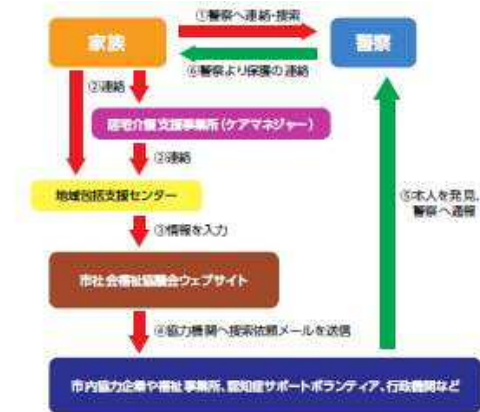 ①警察へ連絡・捜索
家族
警察
⑥警察より保護の連絡
②連絡
居宅介護支援事業所（ケアマネジャー）
②連絡
地域包括支援センター
⑤本人を発見、
警察へ通報
③情報を入力
市社会福祉協議会ウェブサイト
④協力機関へ捜索依頼メールを送信
市内協力企業や福祉事業所、認知症サポートボランティア、行政機関など